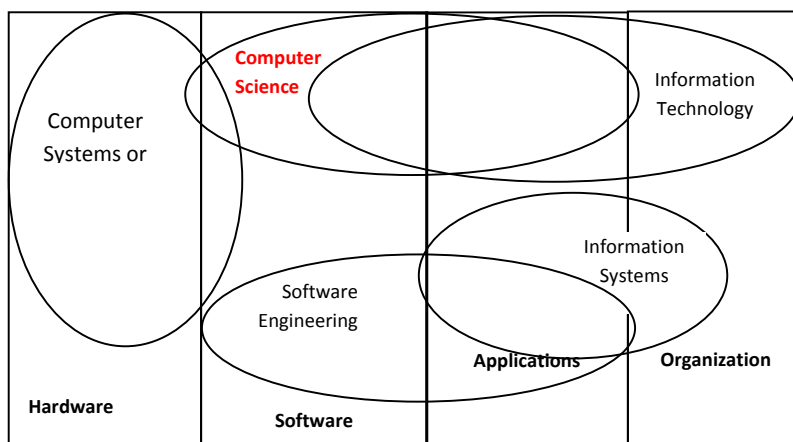 Computer
Science
Information
Technology
Computer
Systems or
Information
Systems
Software
Engineering
Applications
Organization
Hardware
Software